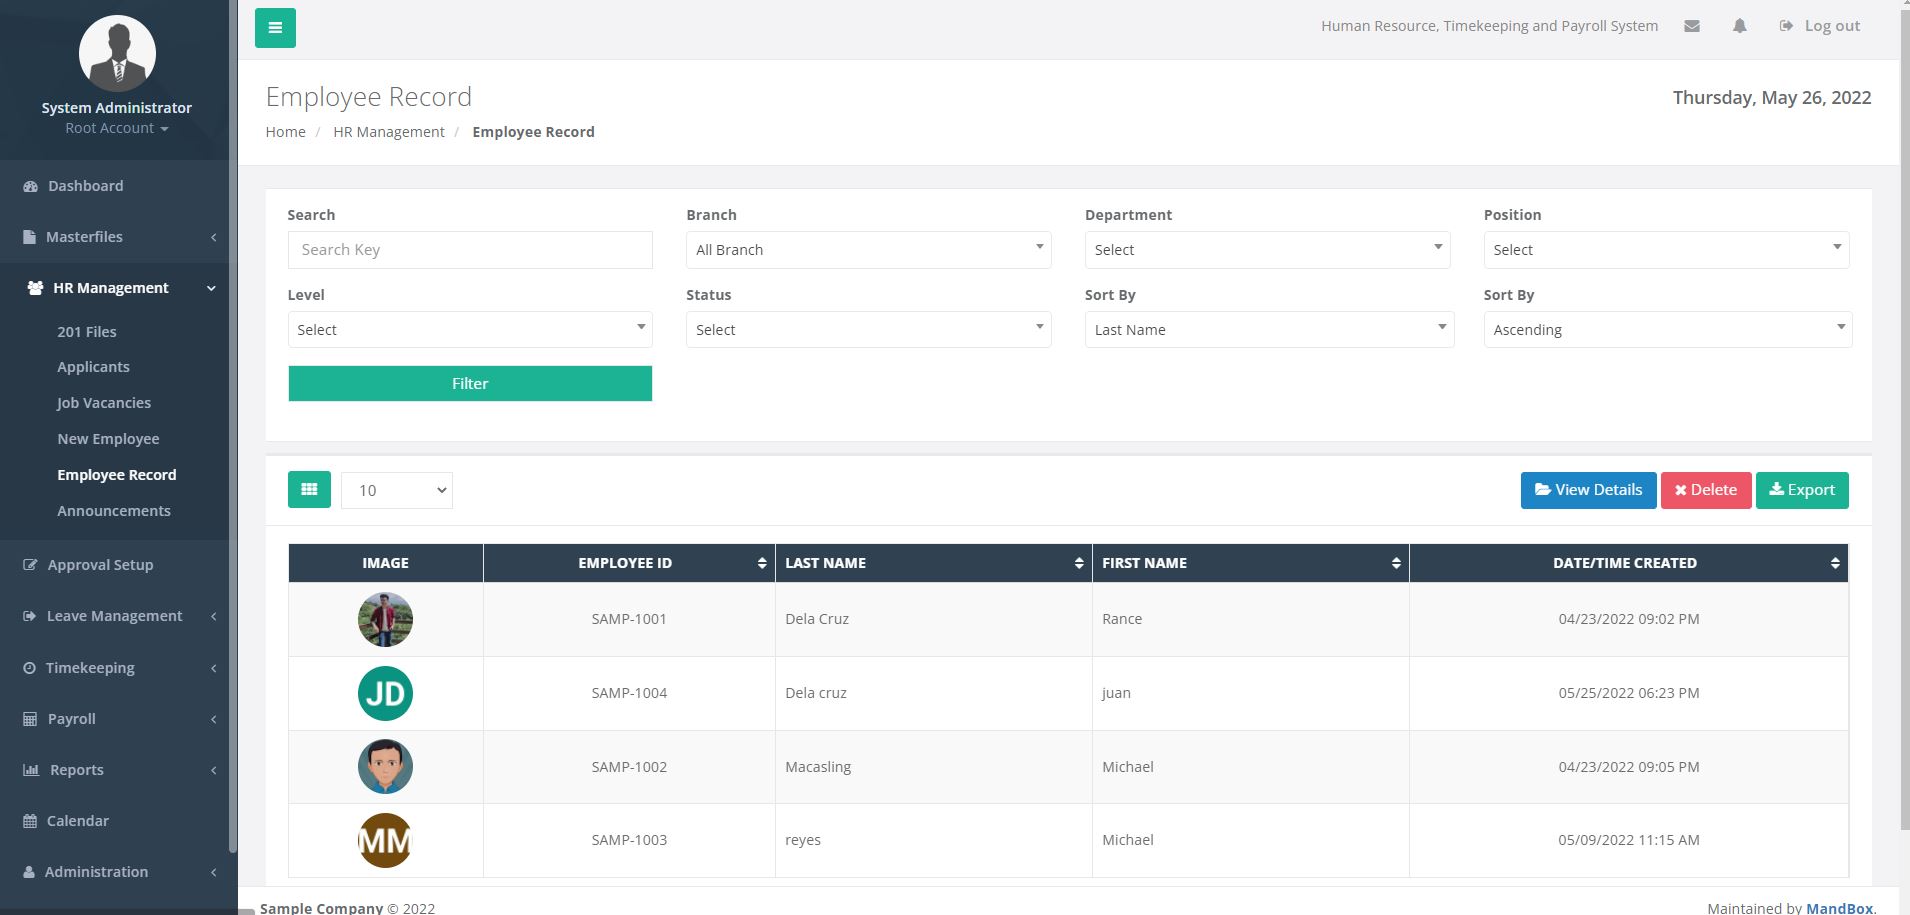 Human Resource, Timekeeping and Payroll System Log out
System Administrator
Root Account
Dashboard
Masterfiles
HR Management
201 Files
Applicants
Job Vacancies
New Employee
Employee Record
Announcements
Approval Setup
Leave Management
Timekeeping
Payroll
Reports
Calendar
Administration
Employee Record
Thursday, May 26, 2022
Home / HR Management / Employee Record
Search Branch Department Position
Search Key All Branch Select Select
Level Status Sort By Sort By
Select Select Last Name Ascending
Filter
10 View Details Delete Export
IMAGE EMPLOYEE ID LAST NAME FIRST NAME DATE/TIME CREATED
SAMP-1001 Dela Cruz Rance 04/23/2022 09:02 PM
JD SAMP-1004 Dela cruz juan 05/25/2022 06:23 PM
SAMP-1002 Macasling Michael 04/23/2022 09:05 PM
MM SAMP-1003 reyes Michael 05/09/2022 11:15 AM
Sample Company © 2022 Maintained by MandBox.